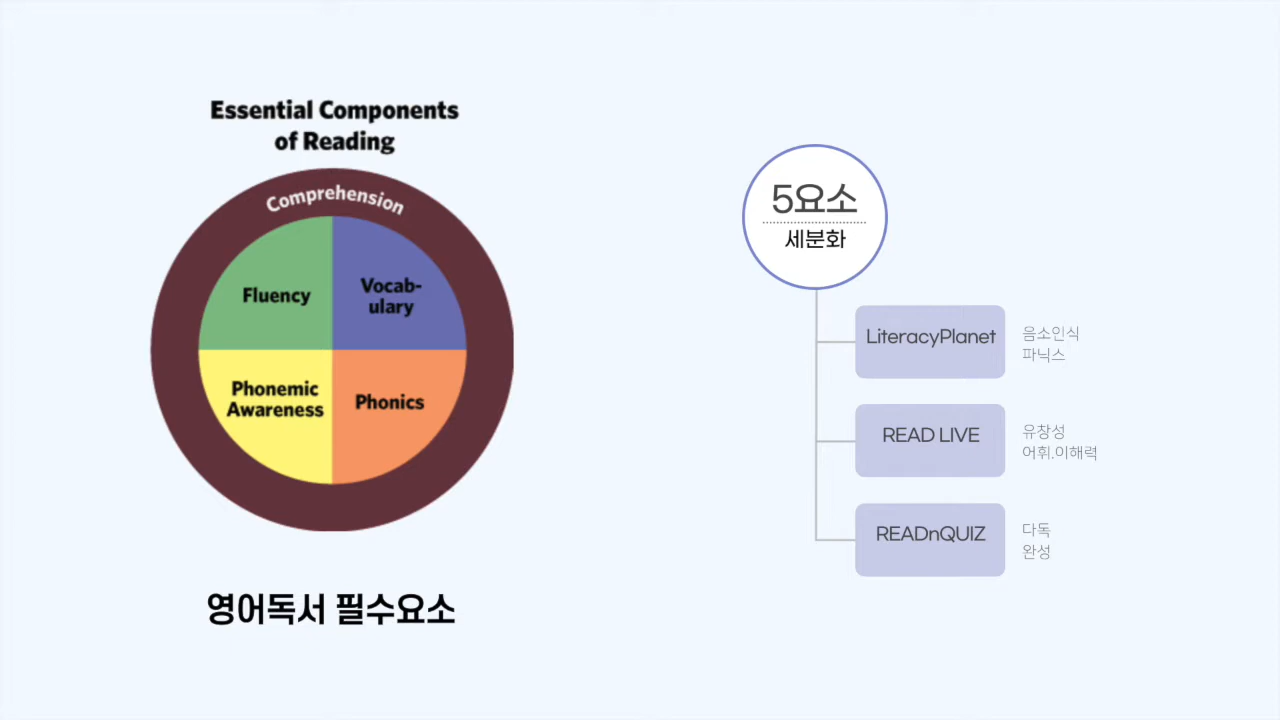 Essential Components
of Reading
Comprehension
Fluency
Vocab-
ulary
Phonemic
Awareness
Phonics
영어독서 필수요소
5요소
세분화
LiteracyPlanet
음소인식
파닉스
READ LIVE
유창성
어휘.이해력
READnQUIZ
다독
완성